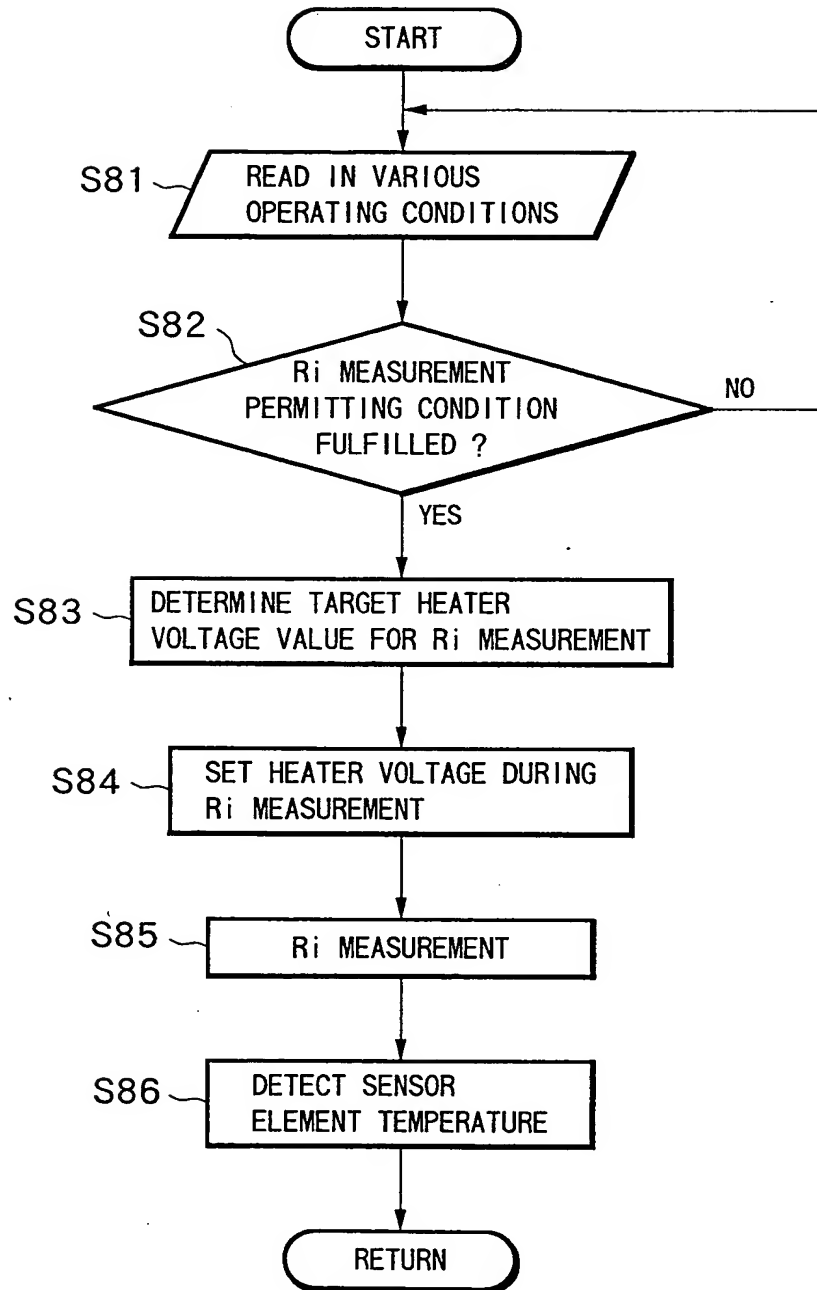 START
S81
READ IN VARIOUS
OPERATING CONDITIONS
S82
Ri MEASUREMENT
PERMITTING CONDITION
FULFILLED ?
NO
YES
S83
DETERMINE TARGET HEATER
VOLTAGE VALUE FOR Ri MEASUREMENT
S84
SET HEATER VOLTAGE DURING
Ri MEASUREMENT
S85
Ri MEASUREMENT
S86
DETECT SENSOR
ELEMENT TEMPERATURE
RETURN